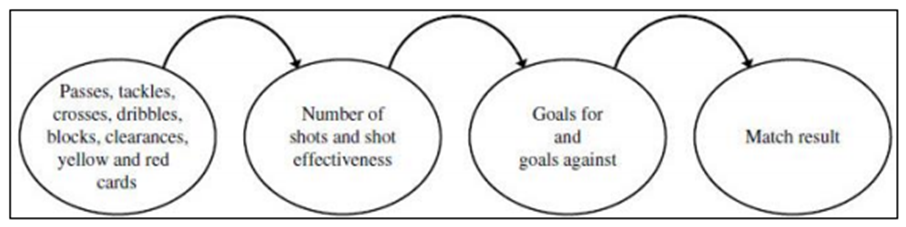 Passes, tackles,
crosses, dribbles,
blocks, clearances,
yellow and red
cards
Number of
shots and shot
effectiveness
Goals for
and
goals against
Match result